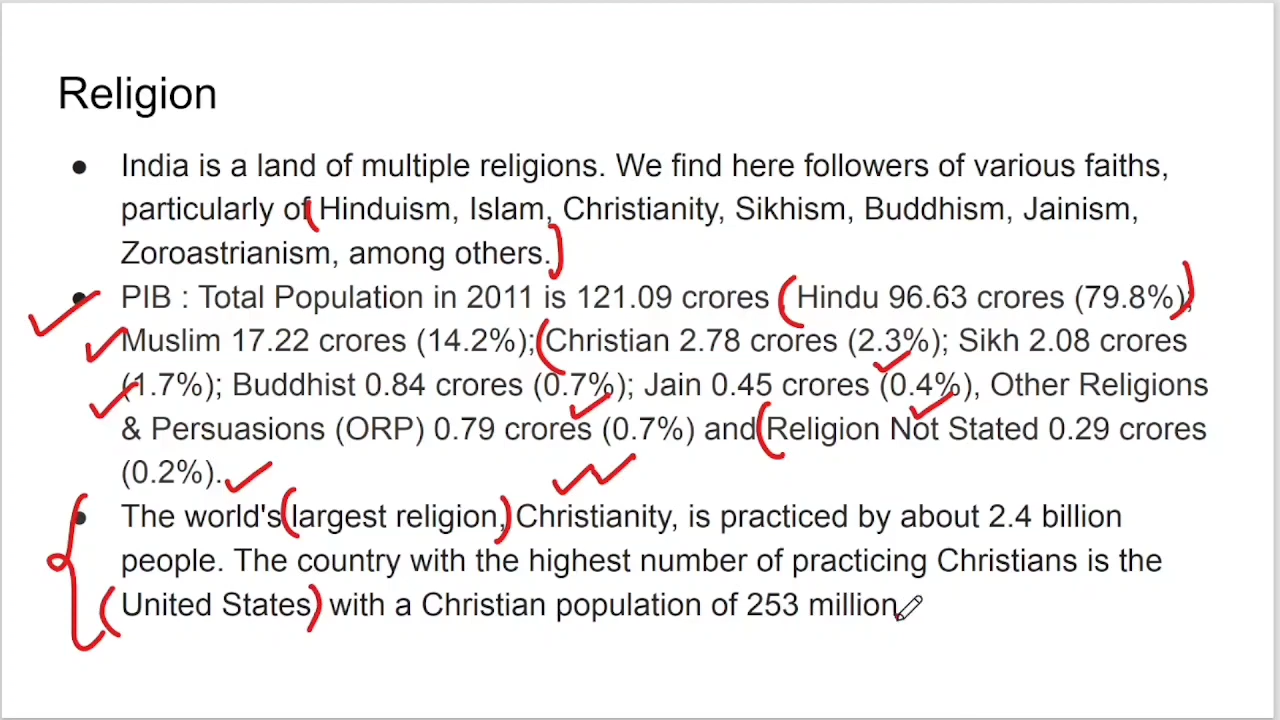 Religion
● India is a land of multiple religions. We find here followers of various faiths,
particularly of Hinduism, Islam, Christianity, Sikhism, Buddhism, Jainism,
Zoroastrianism, among others.
● PIB : Total Population in 2011 is 121.09 crores Hindu 96.63 crores (79.8%);
Muslim 17.22 crores (14.2%); Christian 2.78 crores (2.3%); Sikh 2.08 crores
(1.7%); Buddhist 0.84 crores (0.7%); Jain 0.45 crores (0.4%), Other Religions
& Persuasions (ORP) 0.79 crores (0.7%) and Religion Not Stated 0.29 crores
(0.2%).
● The world's largest religion, Christianity, is practiced by about 2.4 billion
people. The country with the highest number of practicing Christians is the
United States with a Christian population of 253 million